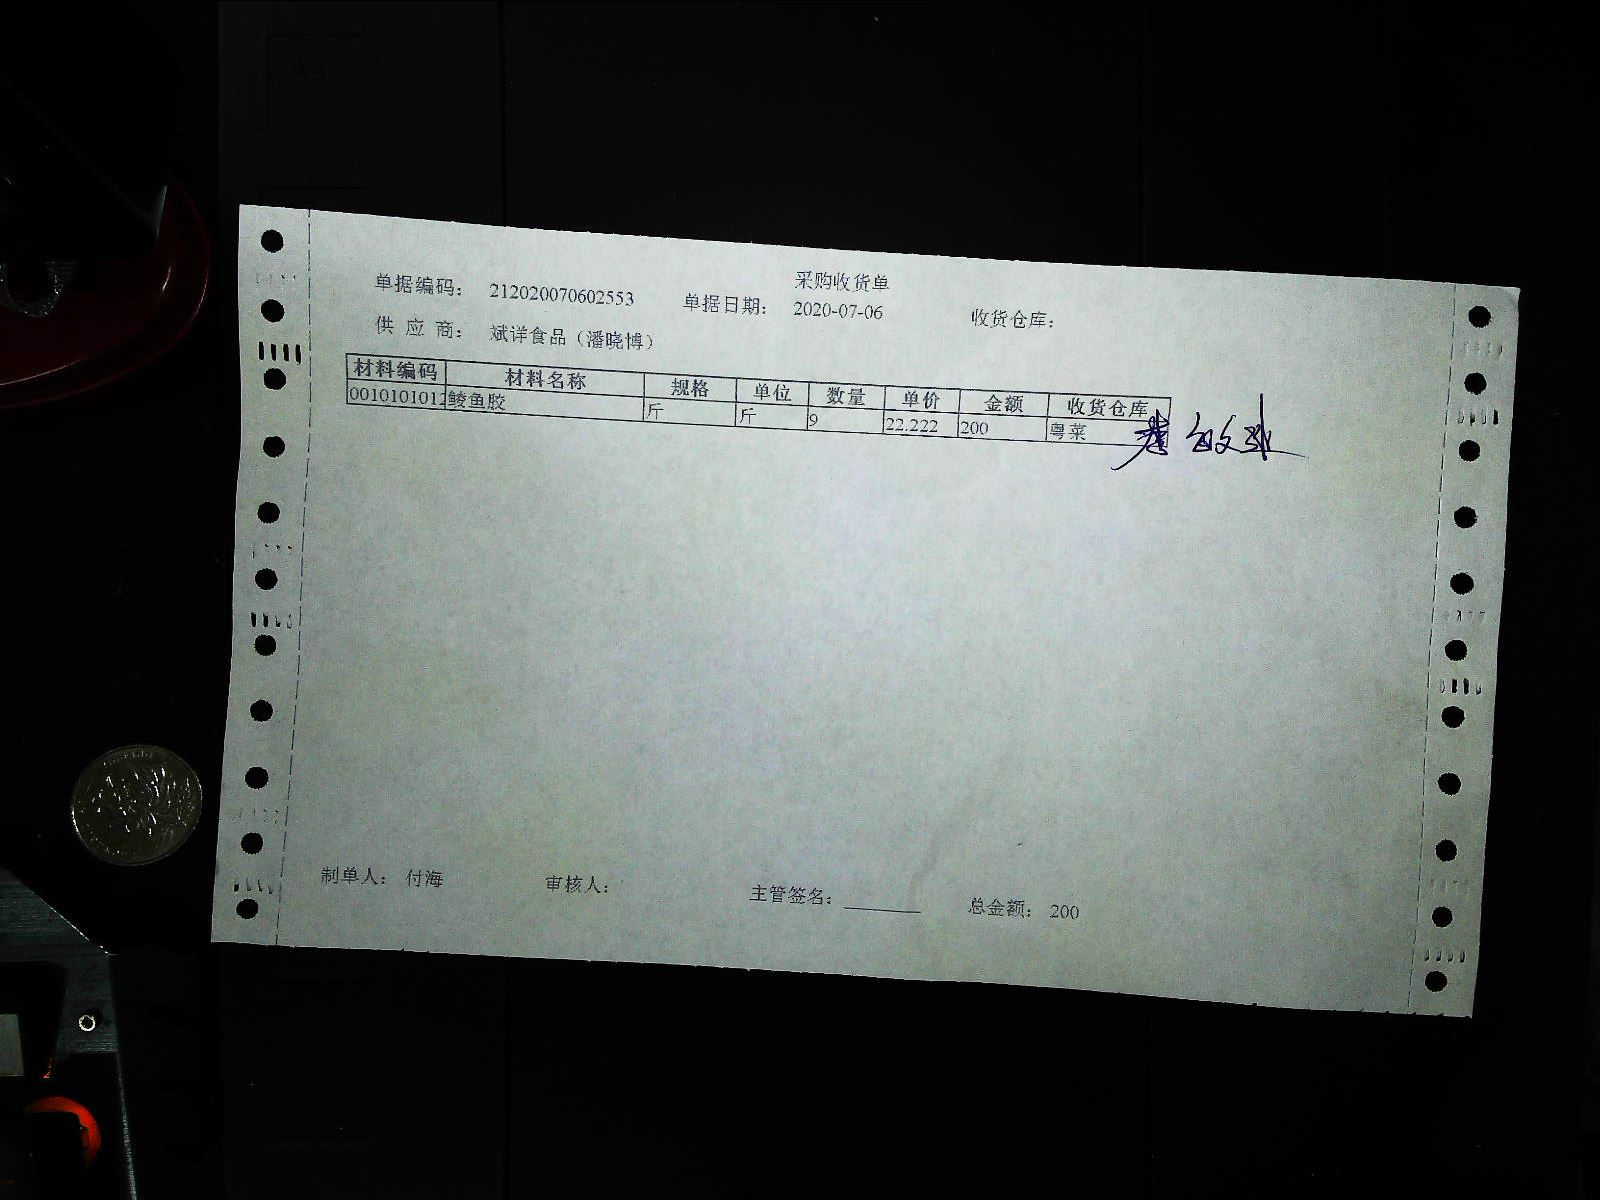 采购收货单
单据编码： 212020070602553 单据日期： 2020-07-06 收货仓库：
供 应 商： 斌详食品（潘晓博）
材料编码 材料名称 规格 单位 数量 单价 金额 收货仓库
0010101012 鲮鱼胶 斤 斤 9 22.222 200 粤菜
制单人： 付海 审核人： 主管签名： 总金额： 200